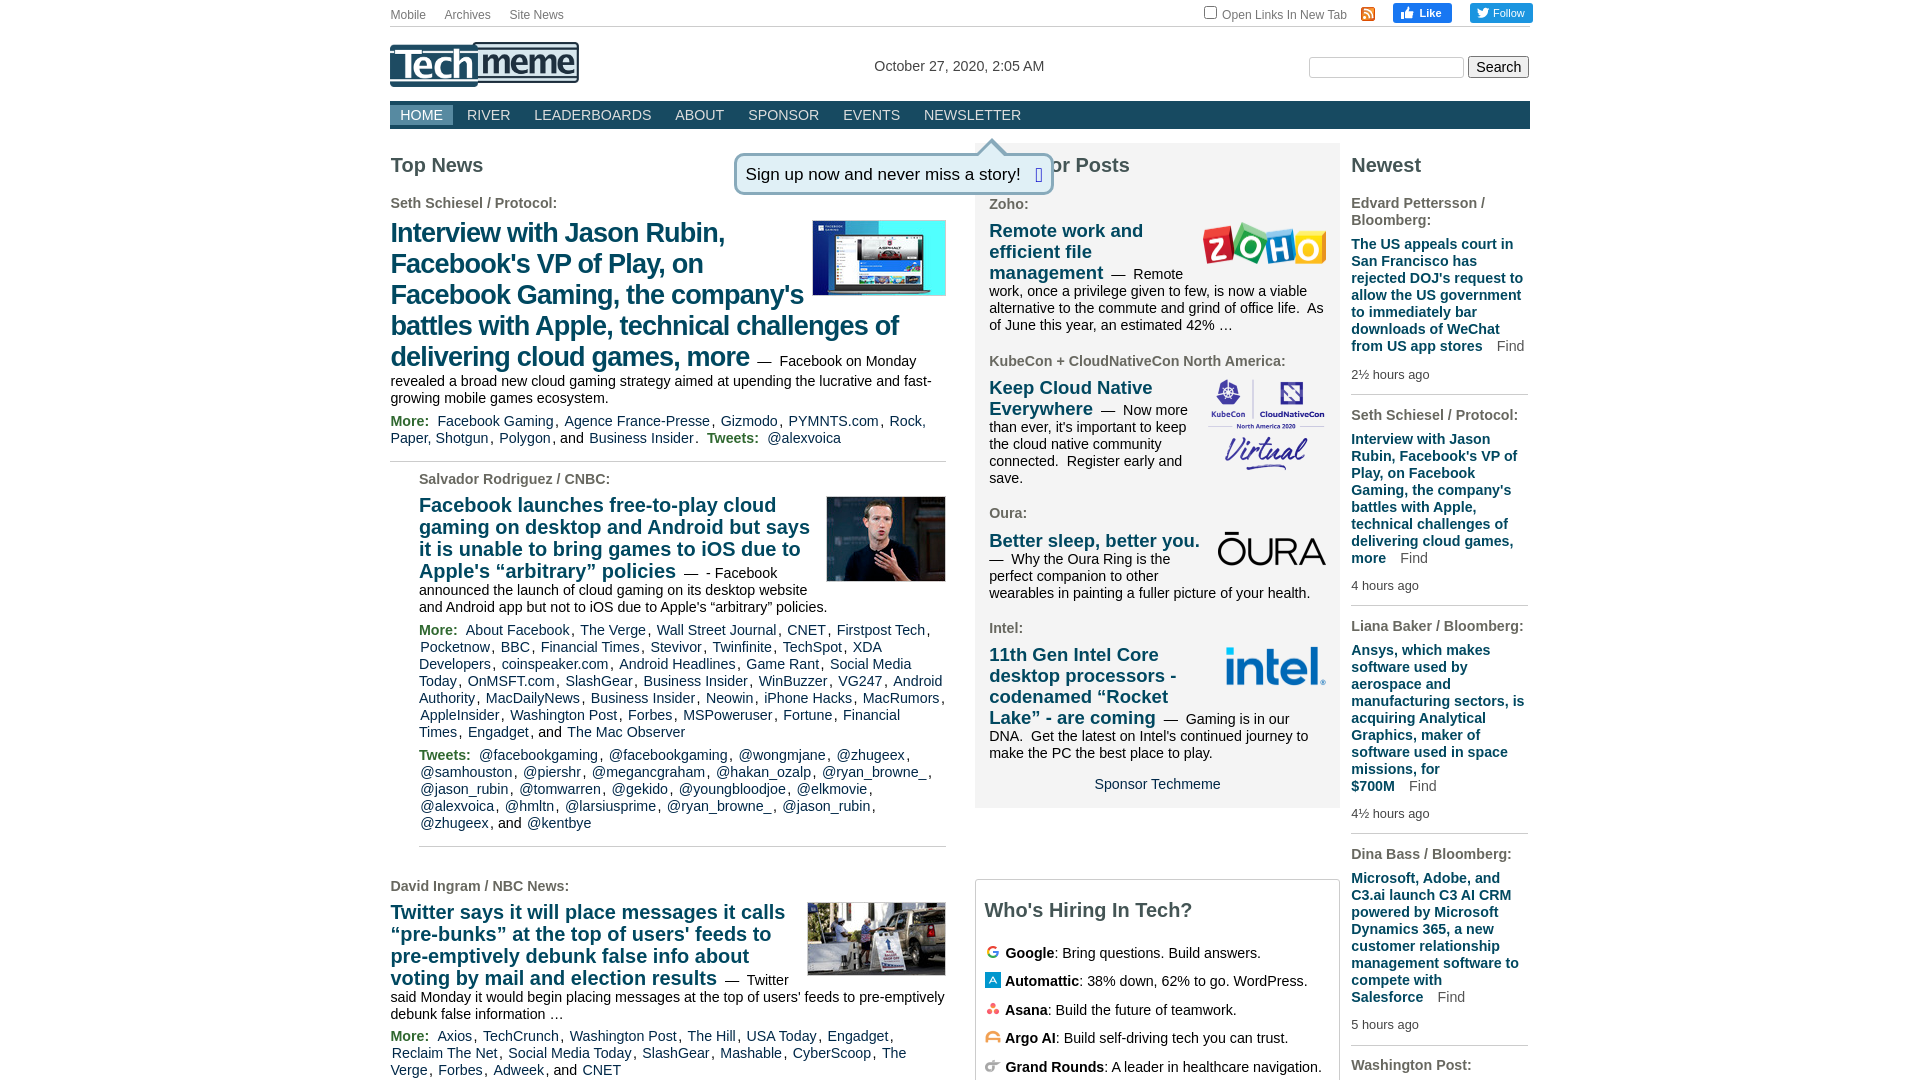 Mobile Archives Site News
Open Links In New Tab
Like
Follow
Techmeme
October 27, 2020, 2:05 AM
Search
HOME RIVER LEADERBOARDS ABOUT SPONSOR EVENTS NEWSLETTER
Sign up now and never miss a story!
Top News
Seth Schiesel / Protocol:
Interview with Jason Rubin,
Facebook's VP of Play, on
Facebook Gaming, the company's
battles with Apple, technical challenges of
delivering cloud games, more — Facebook on Monday
revealed a broad new cloud gaming strategy aimed at upending the lucrative and fast-
growing mobile games ecosystem.
More: Facebook Gaming, Agence France-Presse, Gizmodo, PYMNTS.com, Rock,
Paper, Shotgun, Polygon, and Business Insider. Tweets: @alexvoica
Salvador Rodriguez / CNBC:
Facebook launches free-to-play cloud
gaming on desktop and Android but says
it is unable to bring games to iOS due to
Apple's “arbitrary” policies — - Facebook
announced the launch of cloud gaming on its desktop website
and Android app but not to iOS due to Apple's “arbitrary” policies.
More: About Facebook, The Verge, Wall Street Journal, CNET, Firstpost Tech,
Pocketnow, BBC, Financial Times, Stevivor, Twinfinite, TechSpot, XDA
Developers, coinspeaker.com, Android Headlines, Game Rant, Social Media
Today, OnMSFT.com, SlashGear, Business Insider, WinBuzzer, VG247, Android
Authority, MacDailyNews, Business Insider, Neowin, iPhone Hacks, MacRumors,
AppleInsider, Washington Post, Forbes, MSPoweruser, Fortune, Financial
Times, Engadget, and The Mac Observer
Tweets: @facebookgaming, @facebookgaming, @wongmjane, @zhugeex,
@samhouston, @piershr, @megancgraham, @hakan_ozalp, @ryan_browne_,
@jason_rubin, @tomwarren, @gekido, @youngbloodjoe, @elkmovie,
@alexvoica, @hmltn, @larsiusprime, @ryan_browne_, @jason_rubin,
@zhugeex, and @kentbye
David Ingram / NBC News:
Twitter says it will place messages it calls
“pre-bunks” at the top of users' feeds to
pre-emptively debunk false info about
voting by mail and election results — Twitter
said Monday it would begin placing messages at the top of users' feeds to pre-emptively
debunk false information …
More: Axios, TechCrunch, Washington Post, The Hill, USA Today, Engadget,
Reclaim The Net, Social Media Today, SlashGear, Mashable, CyberScoop, The
Verge, Forbes, Adweek, and CNET
or Posts
Zoho:
ZOHO
Remote work and
efficient file
management — Remote
work, once a privilege given to few, is now a viable
alternative to the commute and grind of office life. As
of June this year, an estimated 42% …
KubeCon + CloudNativeCon North America:
KubeCon CloudNativeCon
North America 2020
Virtual
Keep Cloud Native
Everywhere — Now more
than ever, it's important to keep
the cloud native community
connected. Register early and
save.
Oura:
ŌURA
Better sleep, better you.
— Why the Oura Ring is the
perfect companion to other
wearables in painting a fuller picture of your health.
Intel:
intel
11th Gen Intel Core
desktop processors -
codenamed “Rocket
Lake” - are coming — Gaming is in our
DNA. Get the latest on Intel's continued journey to
make the PC the best place to play.
Sponsor Techmeme
Who's Hiring In Tech?
Google: Bring questions. Build answers.
Automattic: 38% down, 62% to go. WordPress.
Asana: Build the future of teamwork.
Argo AI: Build self-driving tech you can trust.
Grand Rounds: A leader in healthcare navigation.
Newest
Edvard Pettersson /
Bloomberg:
The US appeals court in
San Francisco has
rejected DOJ's request to
allow the US government
to immediately bar
downloads of WeChat
from US app stores Find
2½ hours ago
Seth Schiesel / Protocol:
Interview with Jason
Rubin, Facebook's VP of
Play, on Facebook
Gaming, the company's
battles with Apple,
technical challenges of
delivering cloud games,
more Find
4 hours ago
Liana Baker / Bloomberg:
Ansys, which makes
software used by
aerospace and
manufacturing sectors, is
acquiring Analytical
Graphics, maker of
software used in space
missions, for
$700M Find
4½ hours ago
Dina Bass / Bloomberg:
Microsoft, Adobe, and
C3.ai launch C3 AI CRM
powered by Microsoft
Dynamics 365, a new
customer relationship
management software to
compete with
Salesforce Find
5 hours ago
Washington Post: